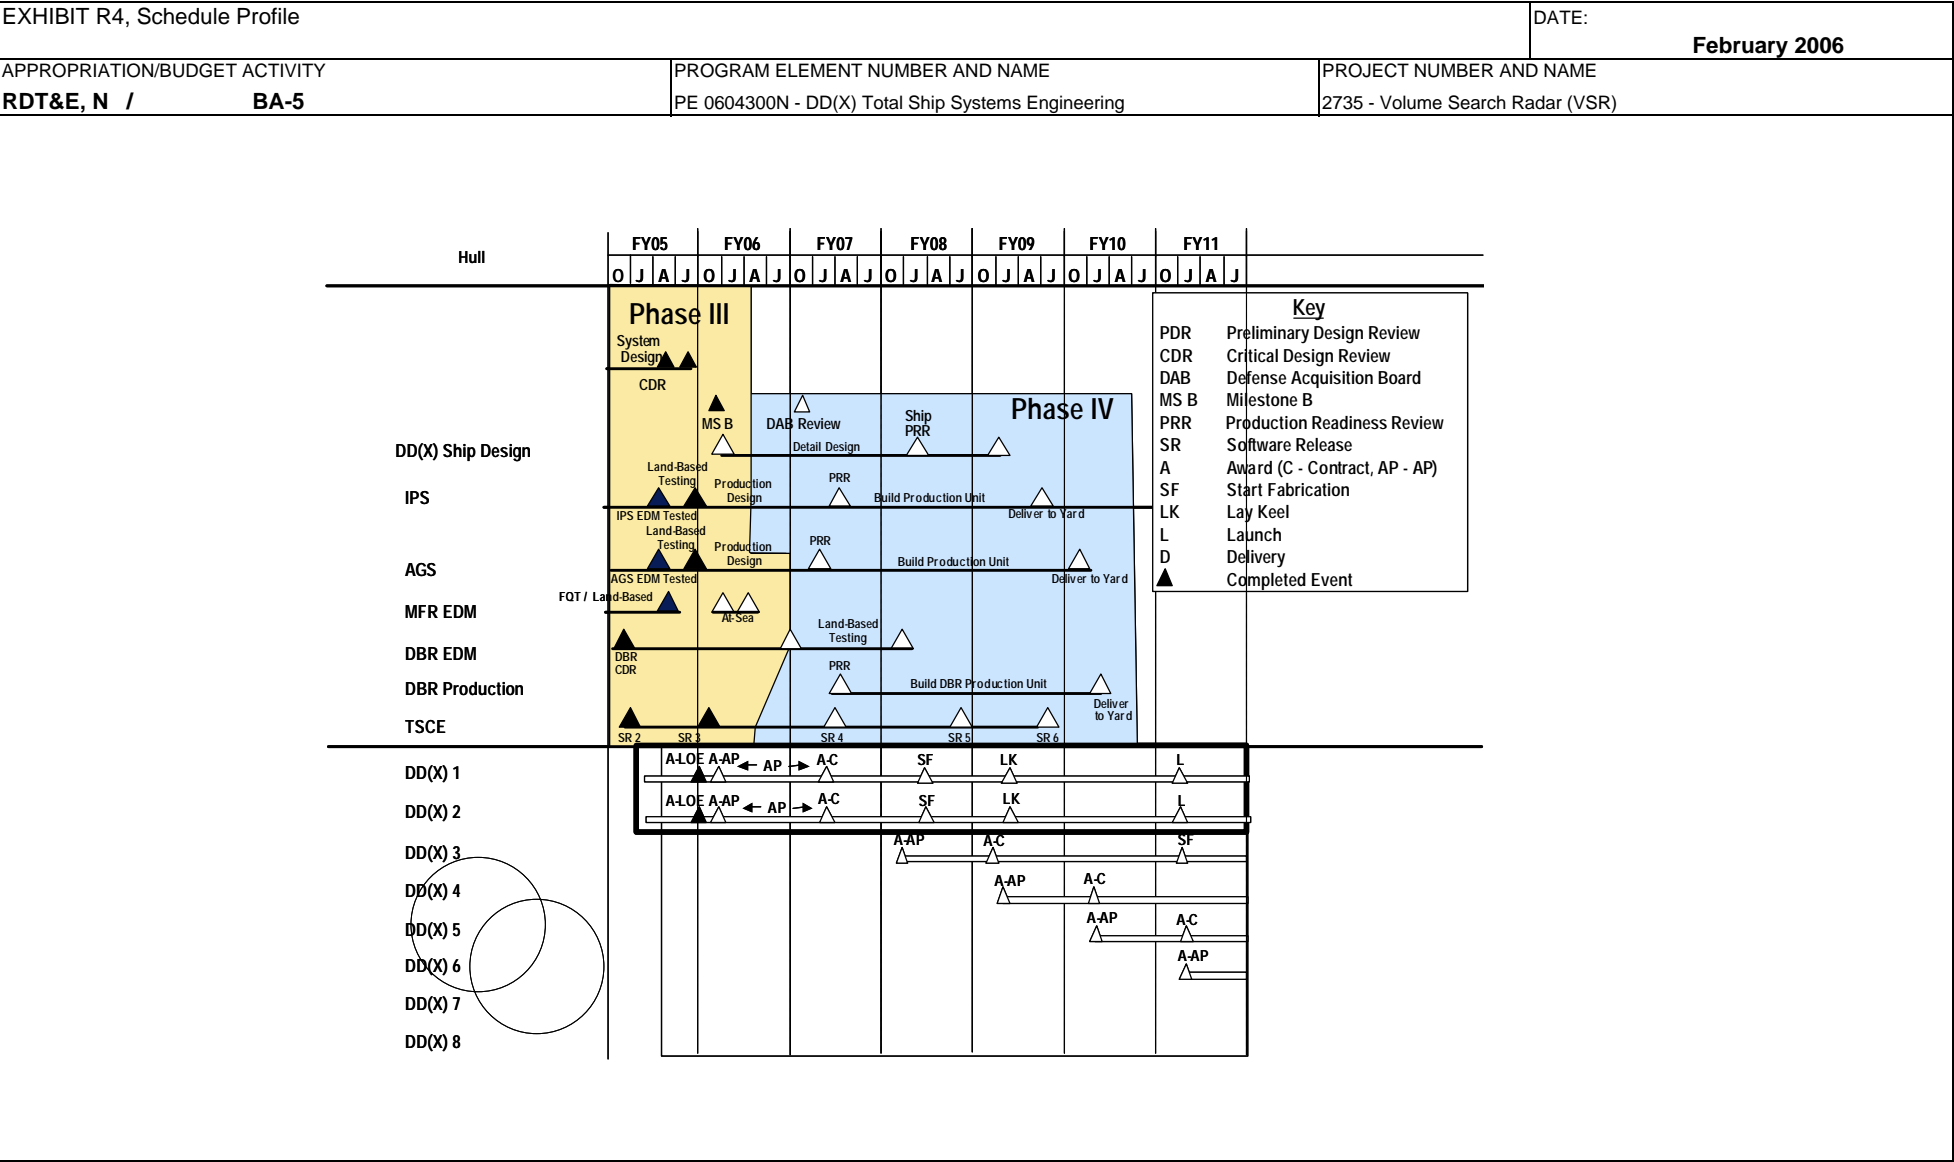 EXHIBIT R4, Schedule Profile
DATE:
February 2006
APPROPRIATION/BUDGET ACTIVITY
PROGRAM ELEMENT NUMBER AND NAME
PROJECT NUMBER AND NAME
RDT&E, N / BA-5
PE 0604300N - DD(X) Total Ship Systems Engineering
2735 - Volume Search Radar (VSR)
Hull
FY05 FY06 FY07 FY08 FY09 FY10 FY11
O J A J O J A J O J A J O J A J O J A J O J A J O J A J
Phase III
System
Design
CDR
MS B
DAB Review
Ship
PRR
Phase IV
DD(X) Ship Design
Detail Design
IPS
Land-Based
Testing
Production
Design
PRR
Build Production Unit
IPS EDM Tested
Deliver to Yard
AGS
Land-Based
Testing
Production
Design
PRR
Build Production Unit
AGS EDM Tested
Deliver to Yard
MFR EDM
FQT / Land-Based
At-Sea
DBR EDM
DBR
CDR
Land-Based
Testing
DBR Production
PRR
Build DBR Production Unit
Deliver
to Yard
TSCE
SR 2 SR 3 SR 4 SR 5 SR 6
Key
PDR Preliminary Design Review
CDR Critical Design Review
DAB Defense Acquisition Board
MS B Milestone B
PRR Production Readiness Review
SR Software Release
A Award (C - Contract, AP - AP)
SF Start Fabrication
LK Lay Keel
L Launch
D Delivery
Completed Event
DD(X) 1 A-LOE A-AP AP A-C SF LK L
DD(X) 2 A-LOE A-AP AP A-C SF LK L
DD(X) 3 A-AP A-C SF
DD(X) 4 A-AP A-C
DD(X) 5 A-AP A-C
DD(X) 6 A-AP
DD(X) 7
DD(X) 8